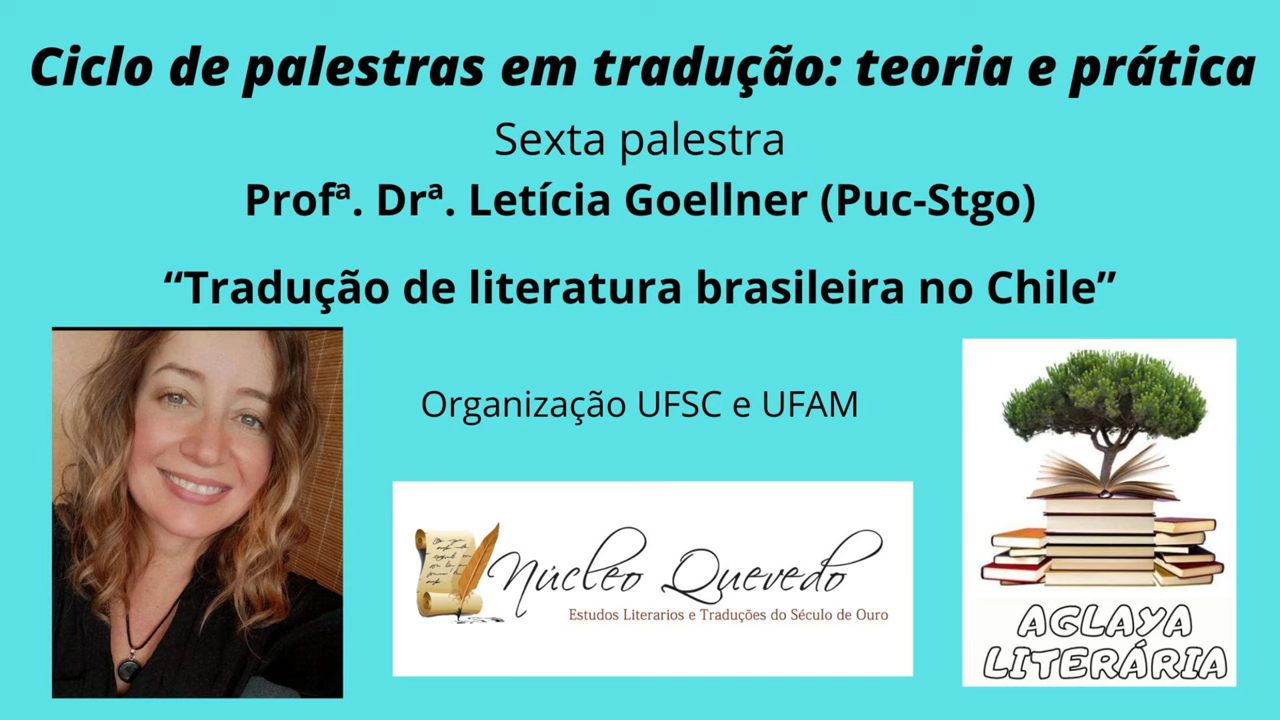 Ciclo de palestras em tradução: teoria e prática
Sexta palestra
Profª. Drª. Letícia Goellner (Puc-Stgo)
“Tradução de literatura brasileira no Chile”
Organização UFSC e UFAM
Núcleo Quevedo
Estudos Literarios e Traduções do Século de Ouro
AGLAYA
LITERÁRIA